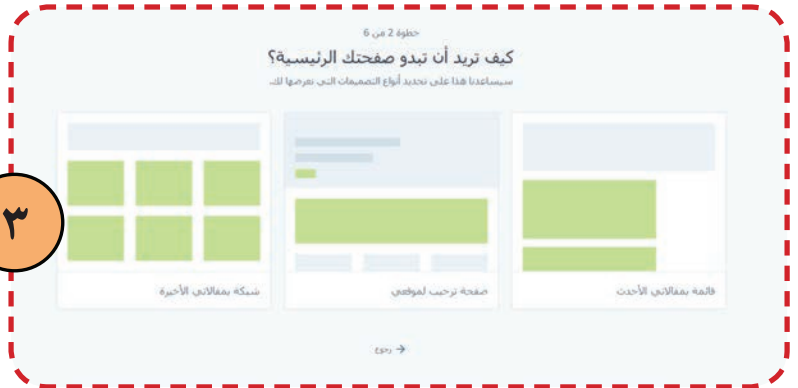 خطوة 2 من 6
كيف تريد أن تبدو صفحتك الرئيسية؟
سيساعدنا هذا على تحديد أنواع التصميمات التي نعرضها لك.
قائمة بمقالاتي الأحدث
صفحة ترحيب لموقعي
شبكة بمقالاتي الأخيرة
٣
رجوع